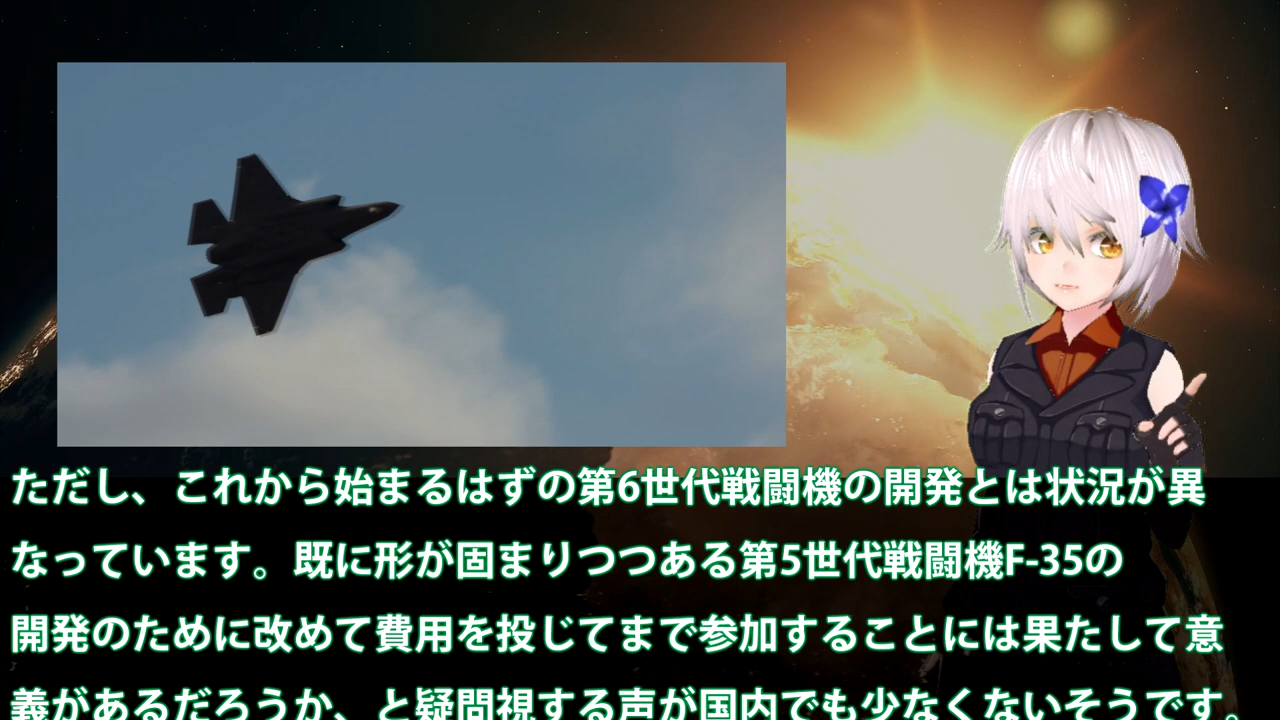 ただし、これから始まるはずの第6世代戦闘機の開発とは状況が異
なっています。既に形が固まりつつある第5世代戦闘機F-35の
開発のために改めて費用を投じてまで参加することには果たして意
義があるだろうか、と疑問視する声が国内でも少なくないそうです。